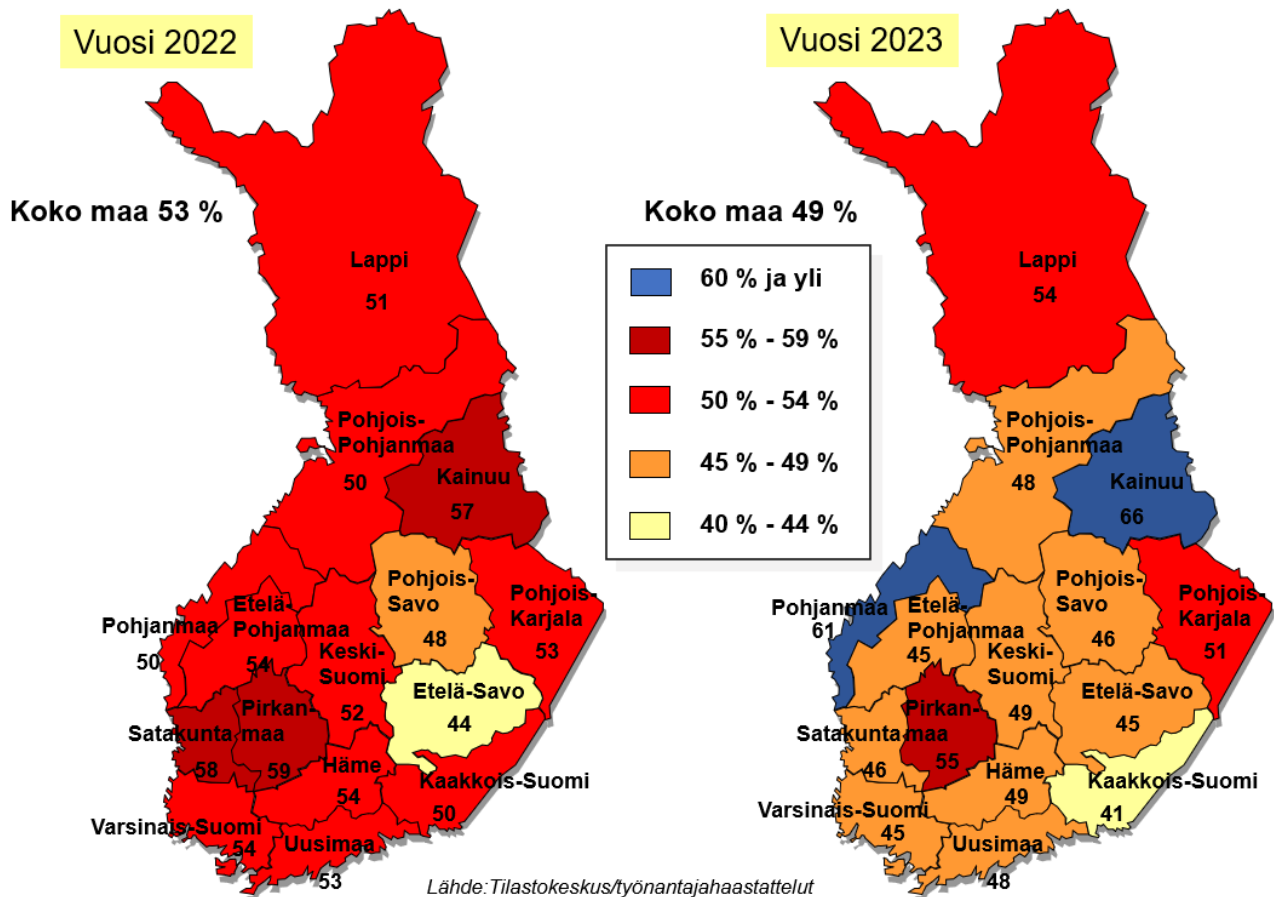 Vuosi 2022
Koko maa 53 %
Lappi
51
Pohjois-
Pohjanmaa
50
Kainuu
57
Pohjois-
Savo
48
Pohjois-
Karjala
53
Pohjanmaa
50
Etelä-
Pohjanmaa
54
Keski-
Suomi
52
Etelä-Savo
44
Satakunta
58
Pirkan-
maa
59
Häme
54
Kaakkois-Suomi
50
Varsinais-Suomi
54
Uusimaa
53
Vuosi 2023
Koko maa 49 %
60 % ja yli
55 % - 59 %
50 % - 54 %
45 % - 49 %
40 % - 44 %
Lappi
54
Pohjois-
Pohjanmaa
48
Kainuu
66
Pohjois-
Savo
46
Pohjois-
Karjala
51
Pohjanmaa
61
Etelä-
Pohjanmaa
45
Keski-
Suomi
49
Etelä-Savo
45
Satakunta
46
Pirkan-
maa
55
Häme
49
Kaakkois-Suomi
41
Varsinais-Suomi
45
Uusimaa
48
Lähde:Tilastokeskus/työnantajahaastattelut